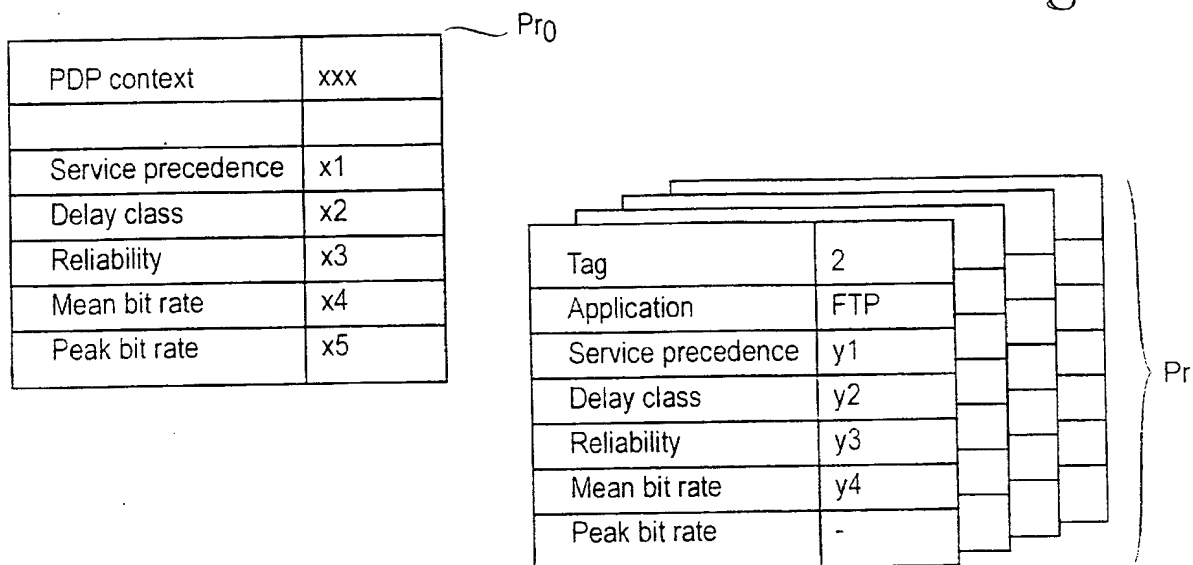 Pr0
PDP context xxx
Service precedence x1
Delay class x2
Reliability x3
Mean bit rate x4
Peak bit rate x5
Tag 2
Application FTP
Service precedence y1
Delay class y2
Reliability y3
Mean bit rate y4
Peak bit rate -
Pr